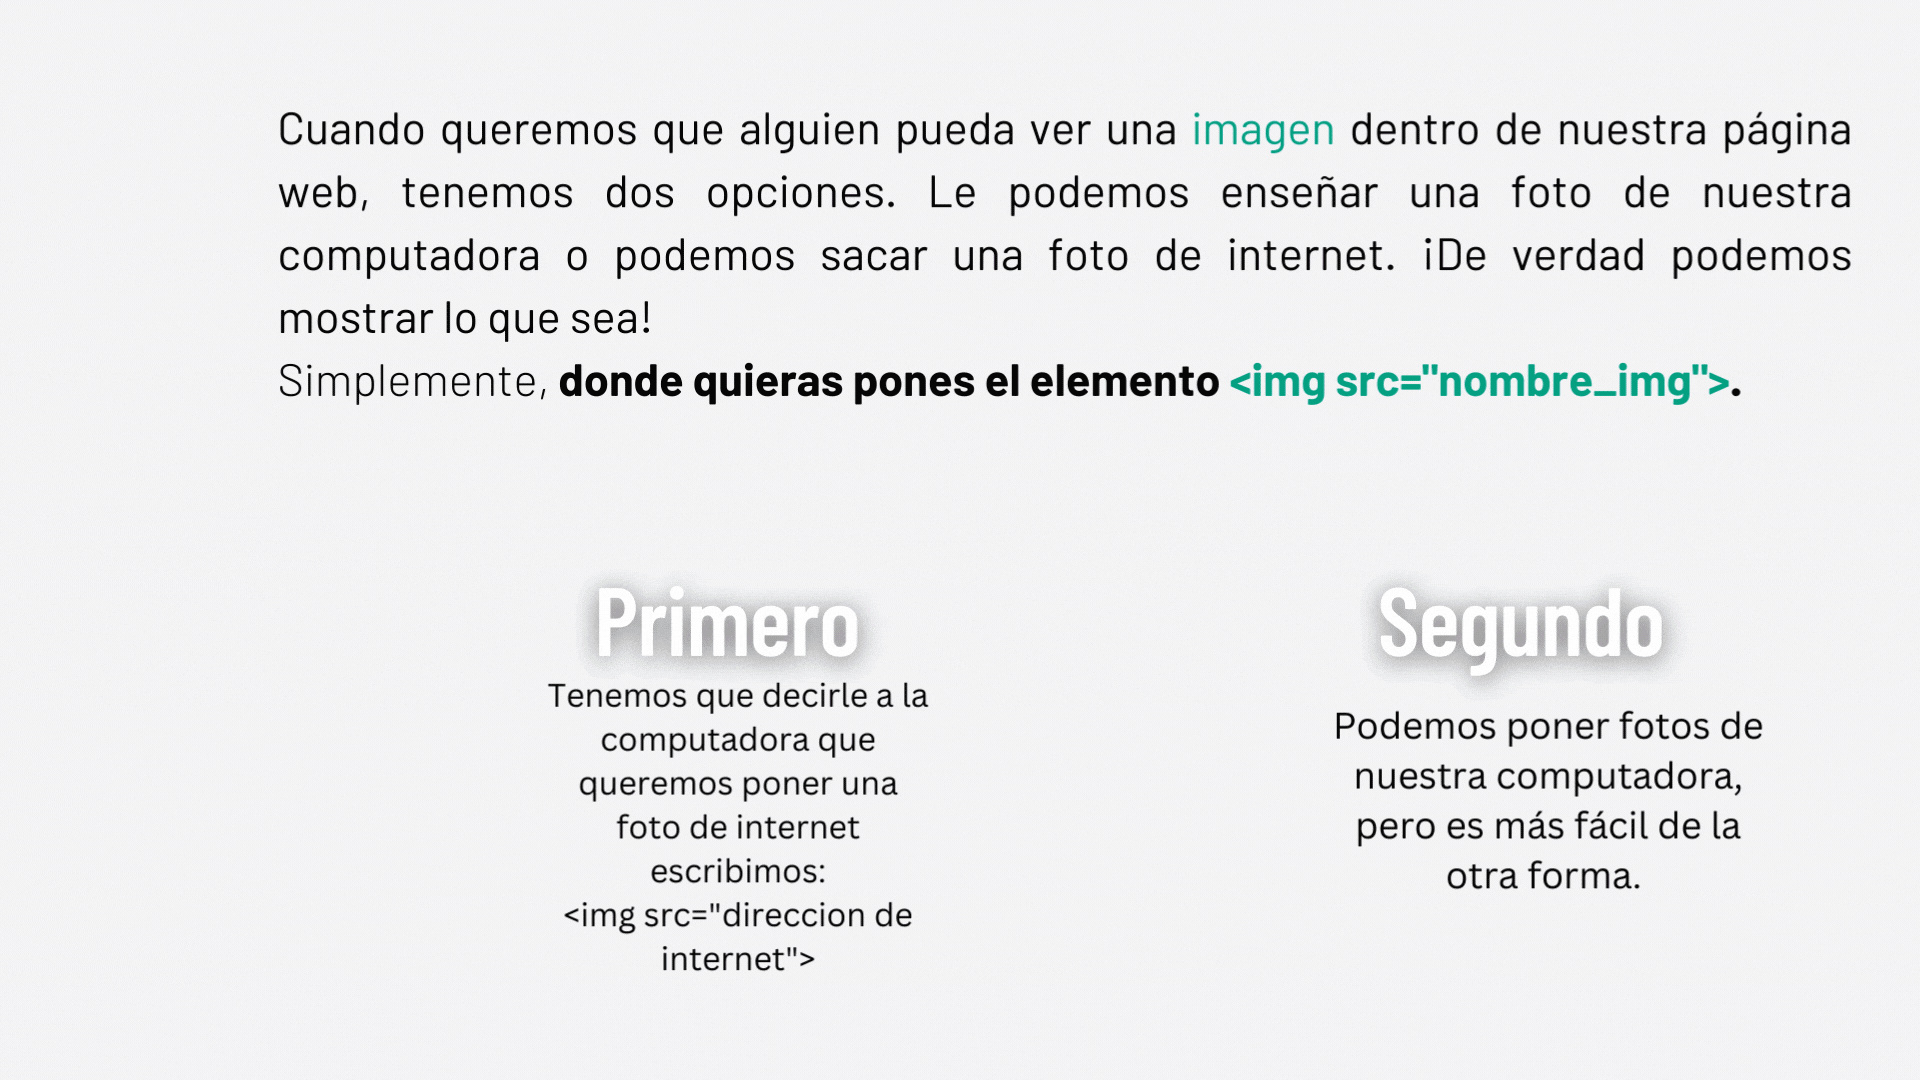 Cuando queremos que alguien pueda ver una imagen dentro de nuestra página
web, tenemos dos opciones. Le podemos enseñar una foto de nuestra
computadora o podemos sacar una foto de internet. ¡De verdad podemos
mostrar lo que sea!
Simplemente, donde quieras pones el elemento <img src="nombre_img">.
Primero
Tenemos que decirle a la
computadora que
queremos poner una
foto de internet
escribimos:
<img src="direccion de
internet">
Segundo
Podemos poner fotos de
nuestra computadora,
pero es más fácil de la
otra forma.